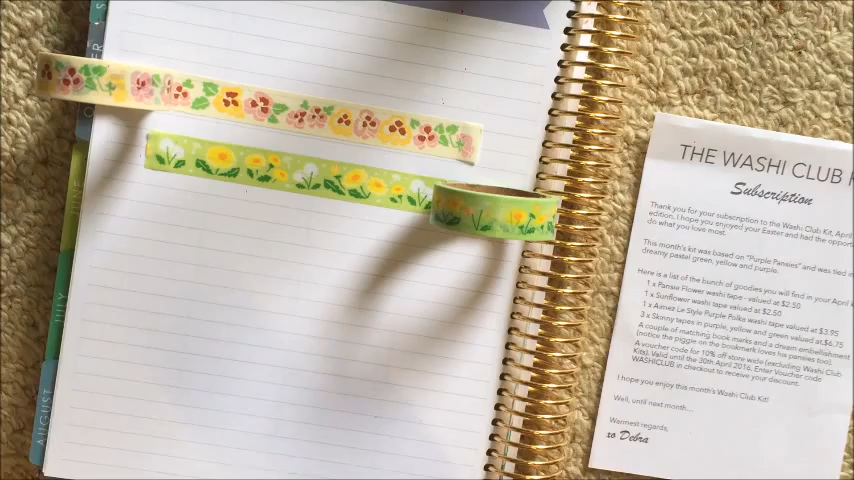 THE WASHI CLUB
Subscription
Thank you for your subscription to the Washi Club Kit, April
edition. I hope you enjoyed your Easter and had the
do what you love most.
This month's kit was based on "Purple Pansies" and was tied in
dreamy pastel green, yellow and purple.
Here is a list of the bunch of goodies you will find in your April
1 x Pansie Flower washi tape - valued at $2.50
1 x Sunflower washi tape valued at $2.50
1 x Aimez Le Style Purple Polka washi tape valued at $3.95
3 x Skinny tapes in purple, yellow and green valued at $6.75
A couple of matching book marks and a dream embellishment
(notice the piggie on the bookmark loves his pansies too).
A voucher code for 10% off store wide (excluding Washi Club
Kits). Valid until the 30th April 2016. Enter Voucher code
WASHICLUB in checkout to receive your discount.
I hope you enjoy this month's Washi Club Kit!
Well, until next month...
Warmest regards,
xo Debra
JUNE
JULY
AUGUST